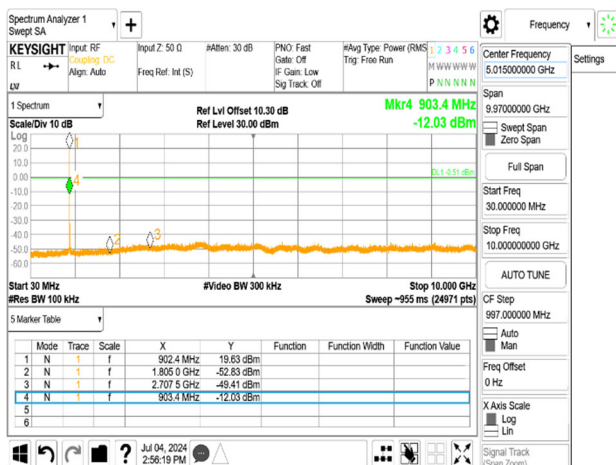 Spectrum Analyzer 1
Swept SA
+
Frequency
KEYSIGHT
RL
LXI
Input: RF
Coupling: DC
Align: Auto
Input Z: 50 Ω
Freq Ref: Int (S)
#Atten: 30 dB
PNO: Fast
Gate: Off
IF Gain: Low
Sig Track: Off
#Avg Type: Power (RMS
Trig: Free Run
1 2 3 4 5 6
M W W W W W
P N N N N N
1 Spectrum
Scale/Div 10 dB
Ref Lvl Offset 10.30 dB
Ref Level 30.00 dBm
Mkr4 903.4 MHz
-12.03 dBm
Log
20.0
10.0
0.00
-10.0
-20.0
-30.0
-40.0
-50.0
-60.0
1
4
2
3
DL1 -0.51 dBm
Start 30 MHz
#Video BW 300 kHz
Stop 10.000 GHz
#Res BW 100 kHz
Sweep ~955 ms (24971 pts)
5 Marker Table
Mode Trace Scale X Y Function Function Width Function Value
1 N 1 f 902.4 MHz 19.63 dBm
2 N 1 f 1.805 0 GHz -52.83 dBm
3 N 1 f 2.707 5 GHz -49.41 dBm
4 N 1 f 903.4 MHz -12.03 dBm
5
6
?
Jul 04, 2024
2:56:19 PM
Center Frequency
5.015000000 GHz
Settings
Span
9.97000000 GHz
Swept Span
Zero Span
Full Span
Start Freq
30.000000 MHz
Stop Freq
10.000000000 GHz
AUTO TUNE
CF Step
997.000000 MHz
Auto
Man
Freq Offset
0 Hz
X Axis Scale
Log
Lin
Signal Track
(Span Zoom)